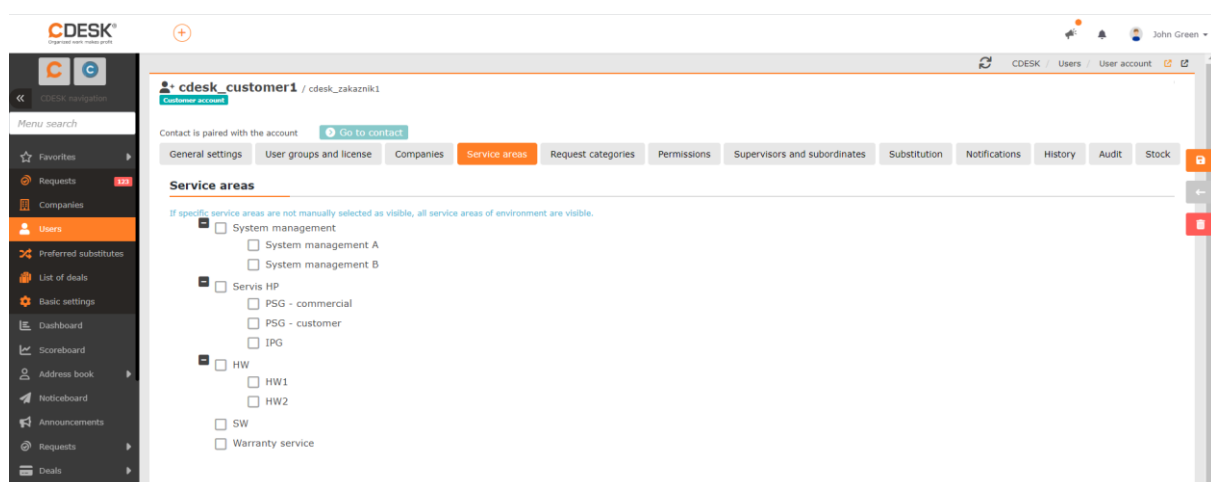 CDESK®
Organized work makes profit
John Green
CDESK / Users / User account
CDESK navigation
Menu search
Favorites
Requests 123
Companies
Users
Preferred substitutes
List of deals
Basic settings
Dashboard
Scoreboard
Address book
Noticeboard
Announcements
Requests
Deals
cdesk_customer1 / cdesk_zakaznik1
Customer account
Contact is paired with the account Go to contact
General settings User groups and license Companies Service areas Request categories Permissions Supervisors and subordinates Substitution Notifications History Audit Stock
Service areas
If specific service areas are not manually selected as visible, all service areas of environment are visible.
System management
System management A
System management B
Servis HP
PSG - commercial
PSG - customer
IPG
HW
HW1
HW2
SW
Warranty service